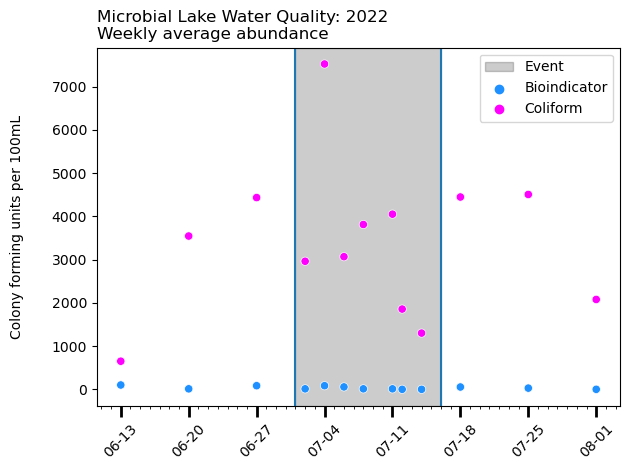 Microbial Lake Water Quality: 2022
Weekly average abundance
Event
Bioindicator
Coliform
Colony forming units per 100mL
7000
6000
5000
4000
3000
2000
1000
0
06-13
06-20
06-27
07-04
07-11
07-18
07-25
08-01